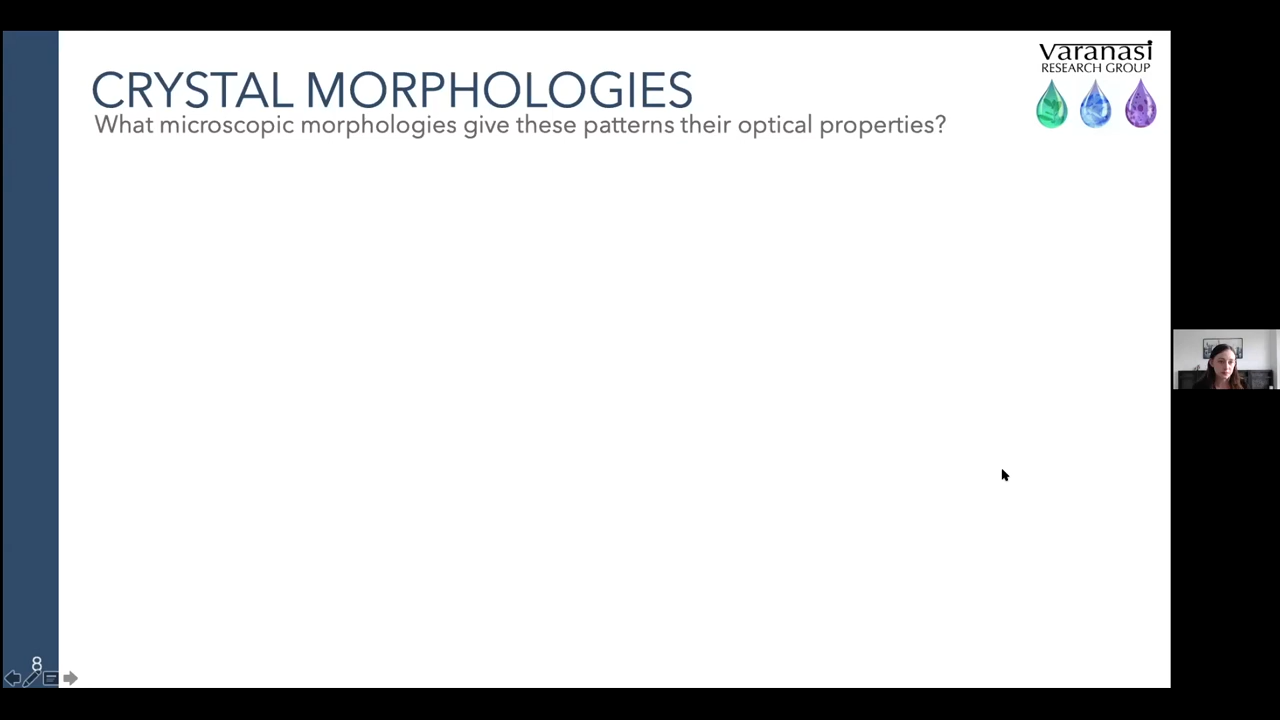 CRYSTAL MORPHOLOGIES
What microscopic morphologies give these patterns their optical properties?
varanasi
RESEARCH GROUP
8